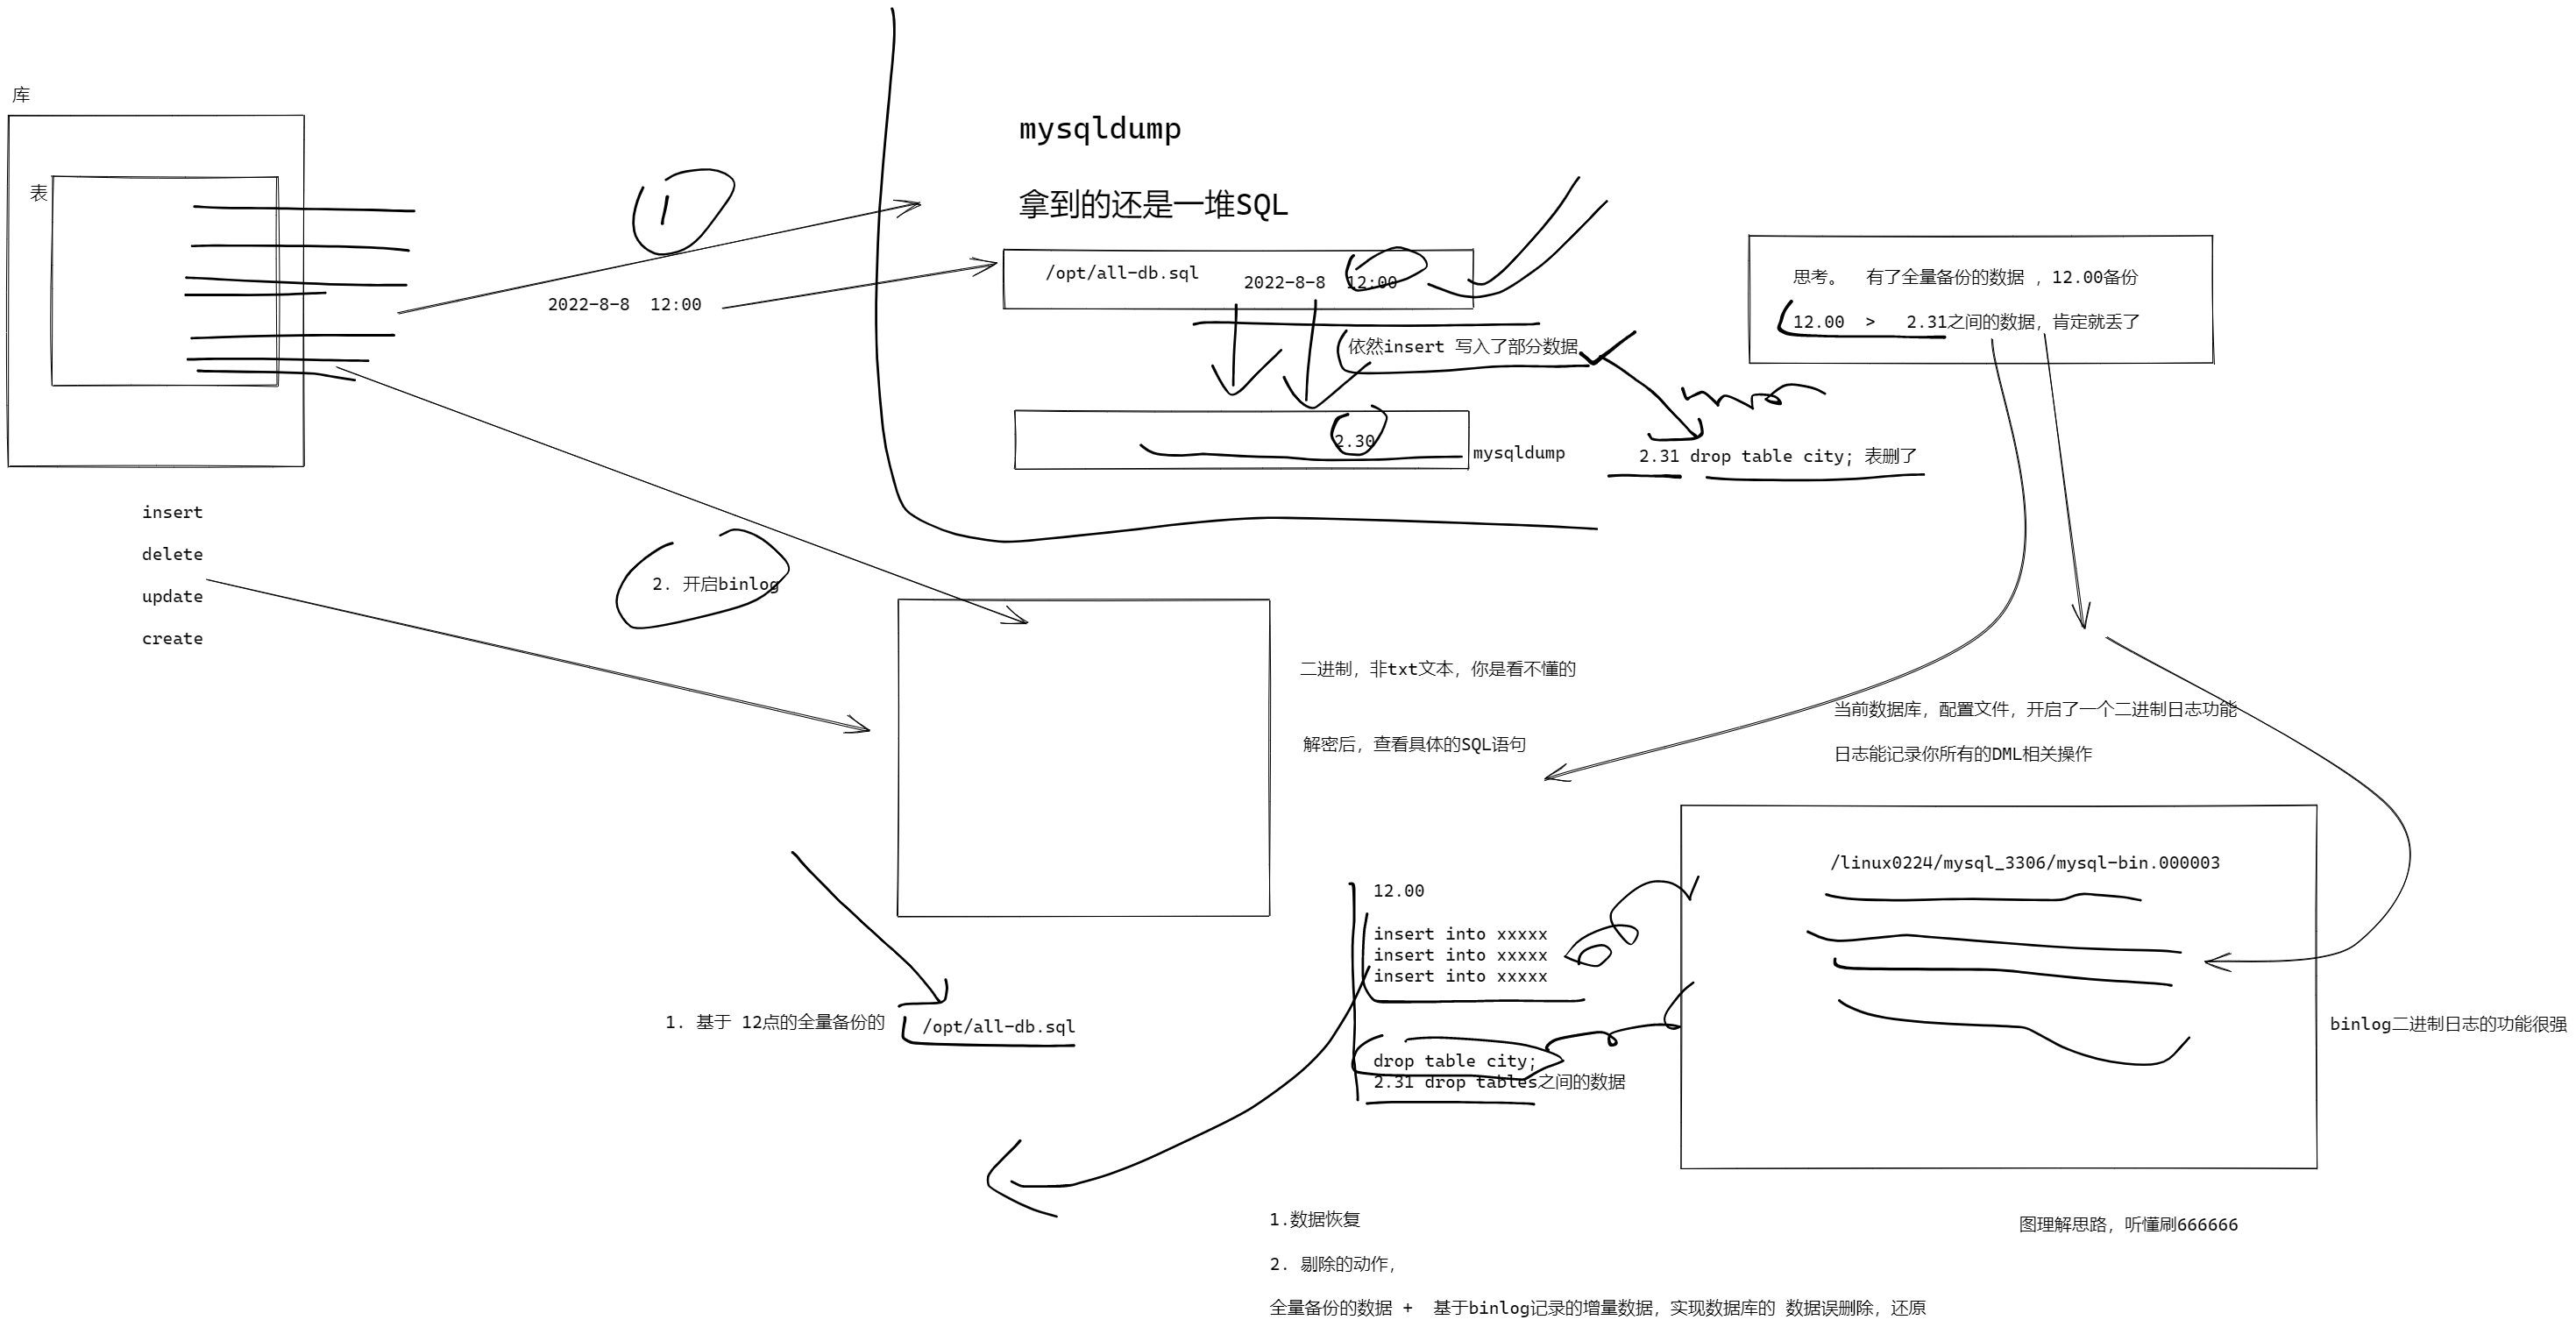 库
表
insert
delete
update
create
1
2022-8-8  12:00
2. 开启binlog
mysqldump
拿到的还是一堆SQL
/opt/all-db.sql
2022-8-8  12:00
依然insert 写入了部分数据
2.30
mysqldump
2.31 drop table city; 表删了
思考。  有了全量备份的数据 , 12.00备份
12.00  >   2.31之间的数据, 肯定就丢了
二进制, 非txt文本, 你是看不懂的
解密后, 查看具体的SQL语句
当前数据库, 配置文件, 开启了一个二进制日志功能
日志能记录你所有的DML相关操作
/linux0224/mysql_3306/mysql-bin.000003
binlog二进制日志的功能很强
12.00
insert into xxxxx
insert into xxxxx
insert into xxxxx
drop table city;
2.31 drop tables之间的数据
1. 基于 12点的全量备份的
/opt/all-db.sql
1.数据恢复
2. 剔除的动作,
全量备份的数据 +  基于binlog记录的增量数据, 实现数据库的 数据误删除, 还原
图理解思路, 听懂刷666666